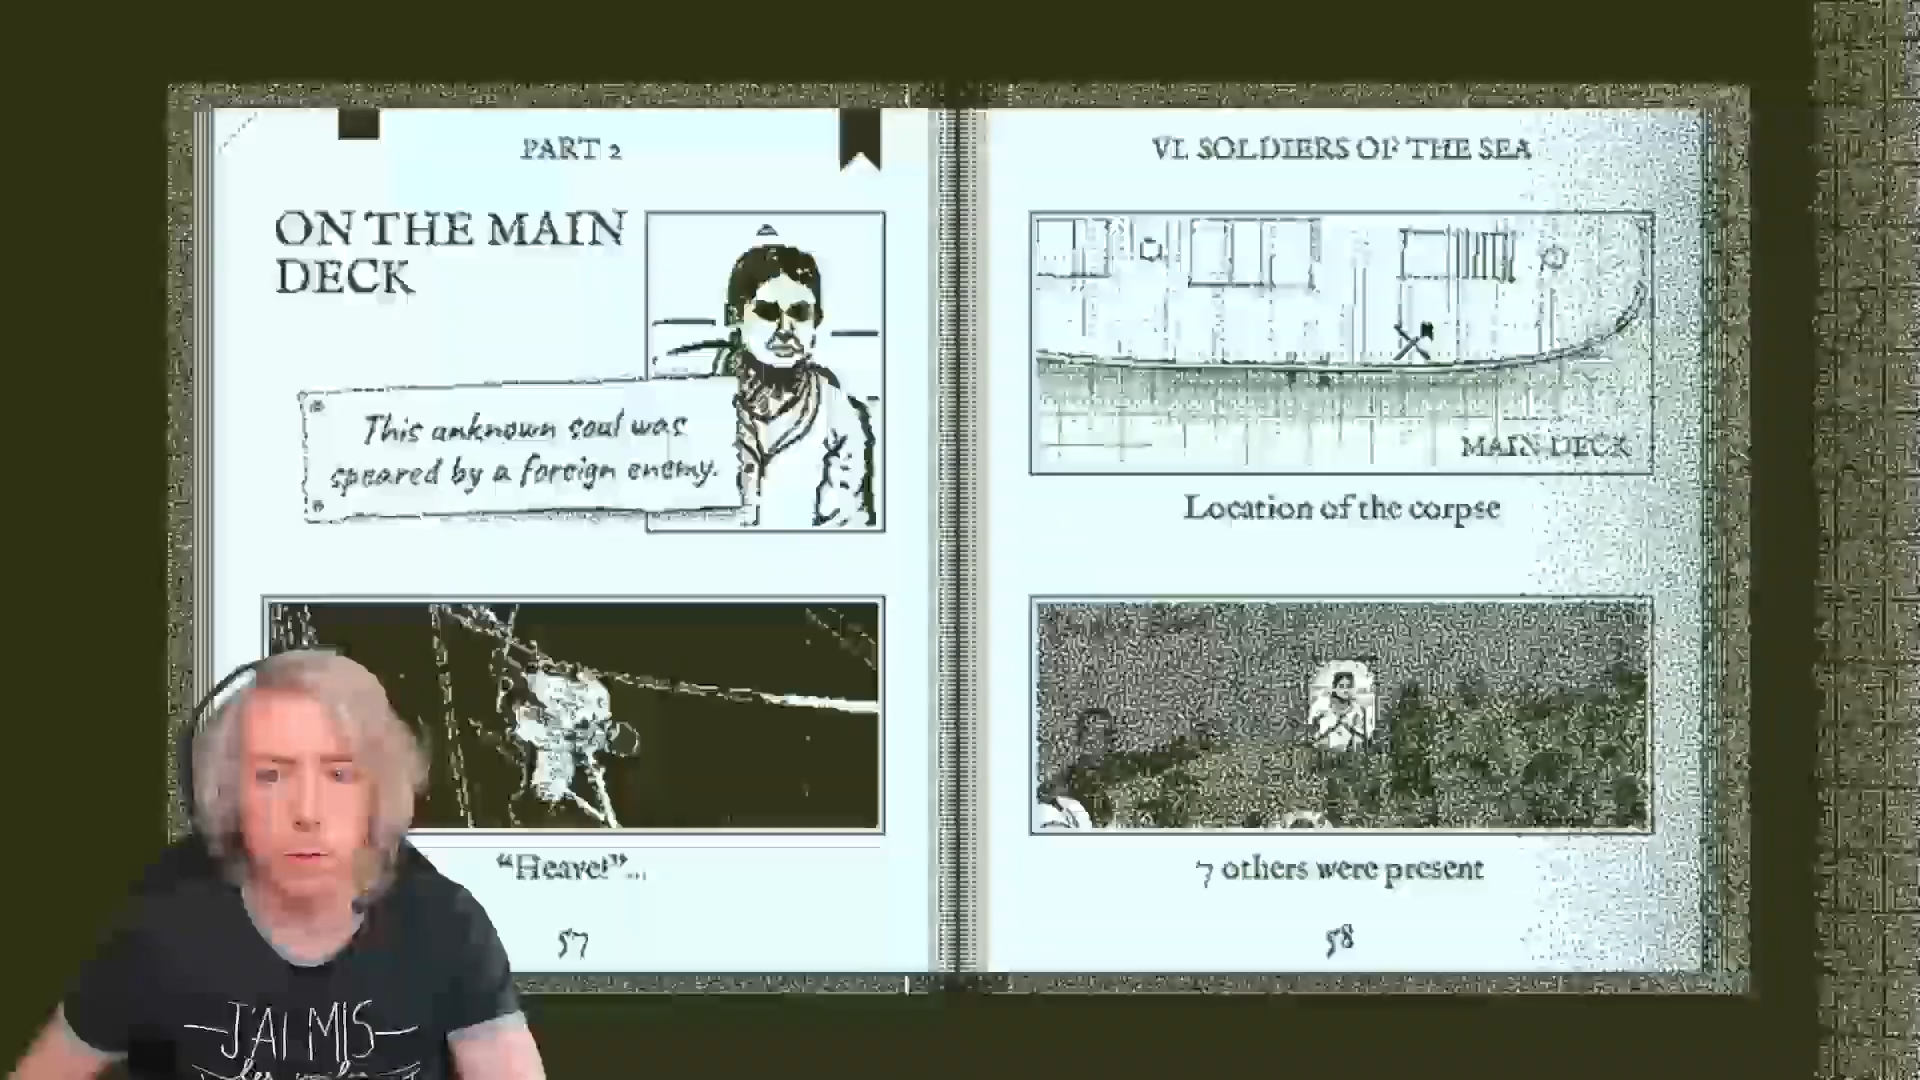 PART 2
ON THE MAIN
DECK
This unknown soul was
speared by a foreign enemy.
"Heave!"...
57
VI. SOLDIERS OF THE SEA
MAIN DECK
Location of the corpse
7 others were present
58
J'AI MIS